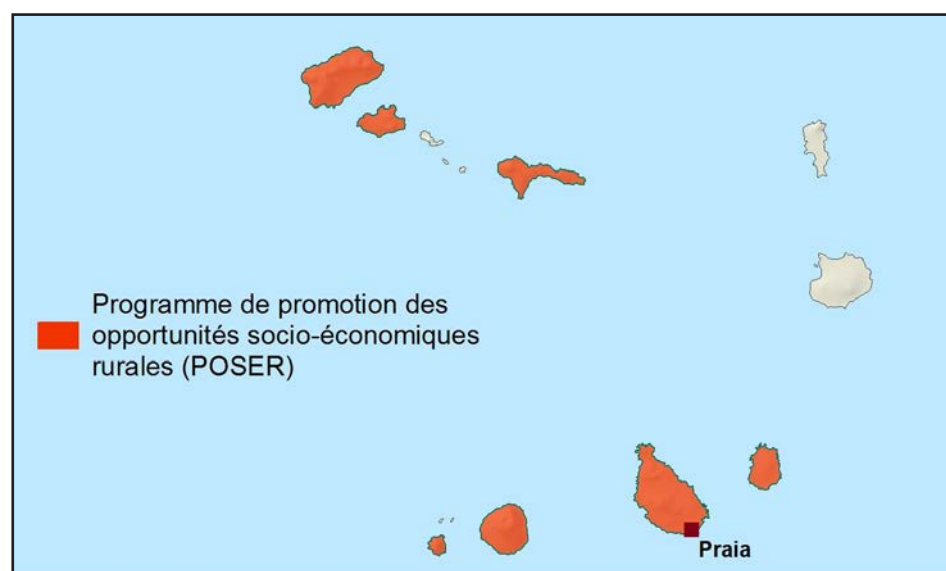 Programme de promotion des
opportunités socio-économiques
rurales (POSER)
Praia